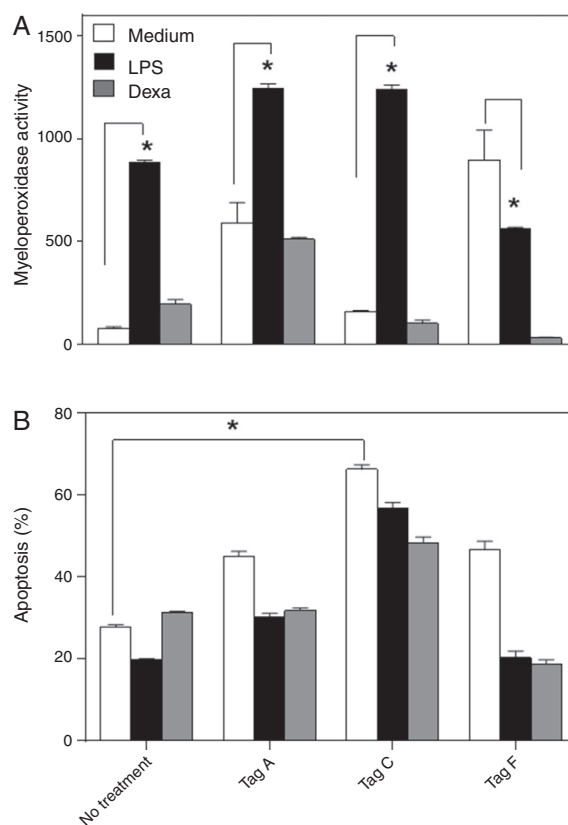 A
Myeloperoxidase activity
1500
1000
500
0
Medium
LPS
Dexa
*
*
*
*
B
Apoptosis (%)
80
60
40
20
0
*
No treatment
Tag A
Tag C
Tag F